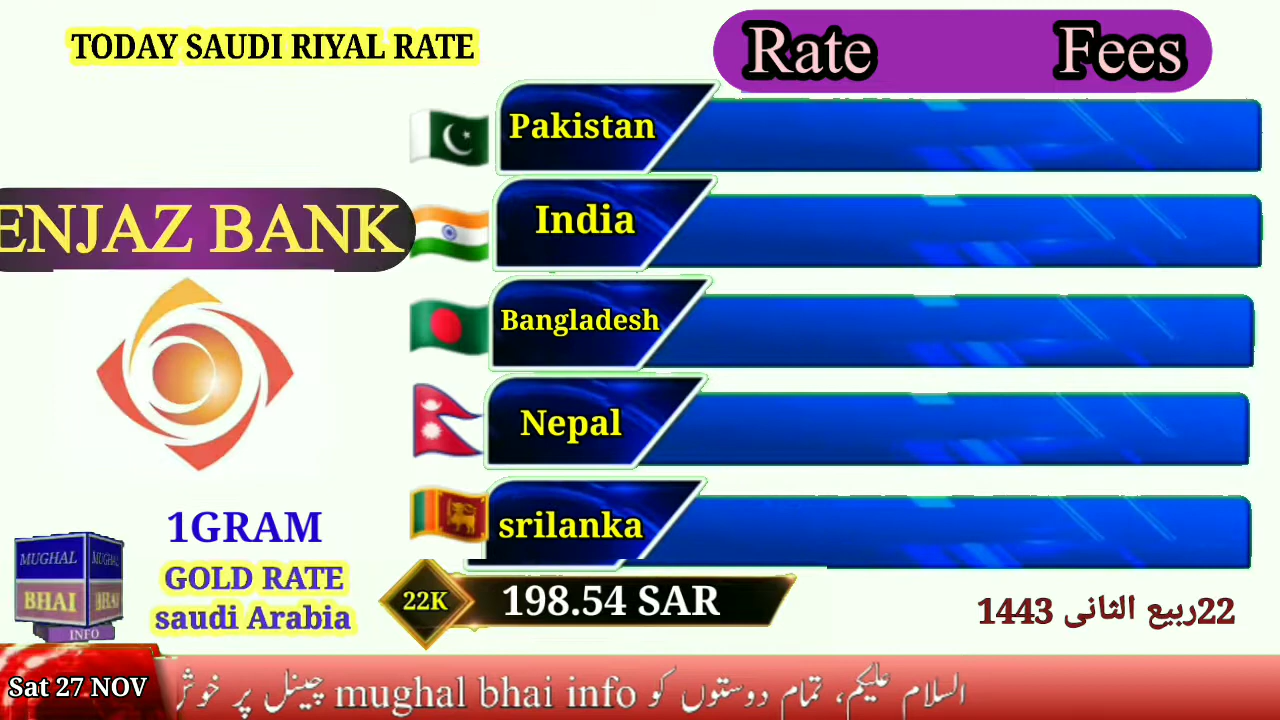 TODAY SAUDI RIYAL RATE
Rate Fees
Pakistan
ENJAZ BANK
India
Bangladesh
Nepal
srilanka
1GRAM
GOLD RATE
saudi Arabia
22K
198.54 SAR
22ربیع الثانی 1443
MUGHAL MUGHAL
BHAI BHAI
INFO
Sat 27 NOV
السلام علیکم، تمام دوستوں کو mughal bhai info چینل پر خوش